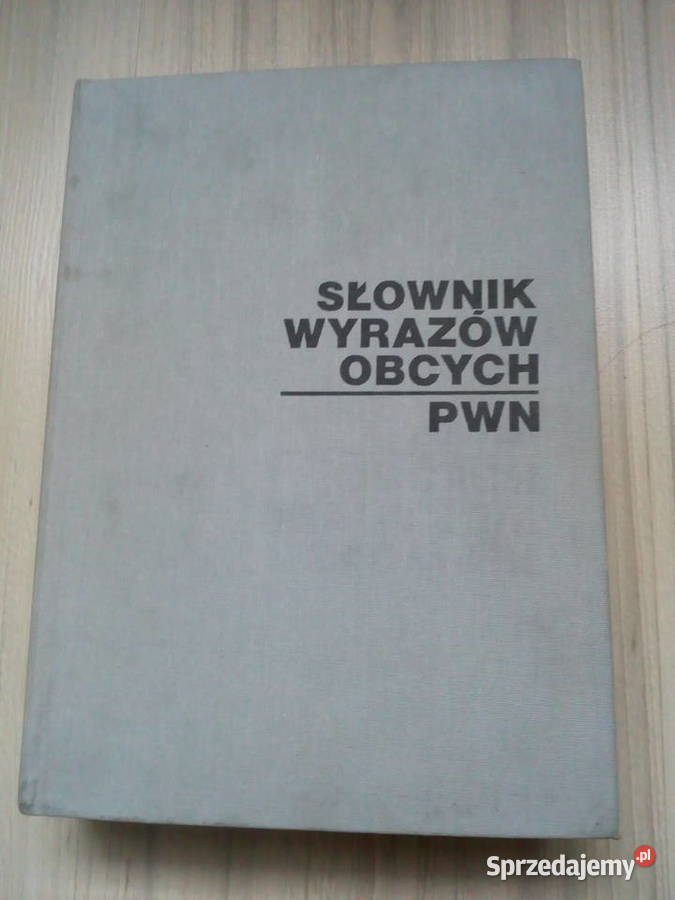 SŁOWNIK
WYRAZÓW
OBCYCH
PWN
Sprzedajemy.pl